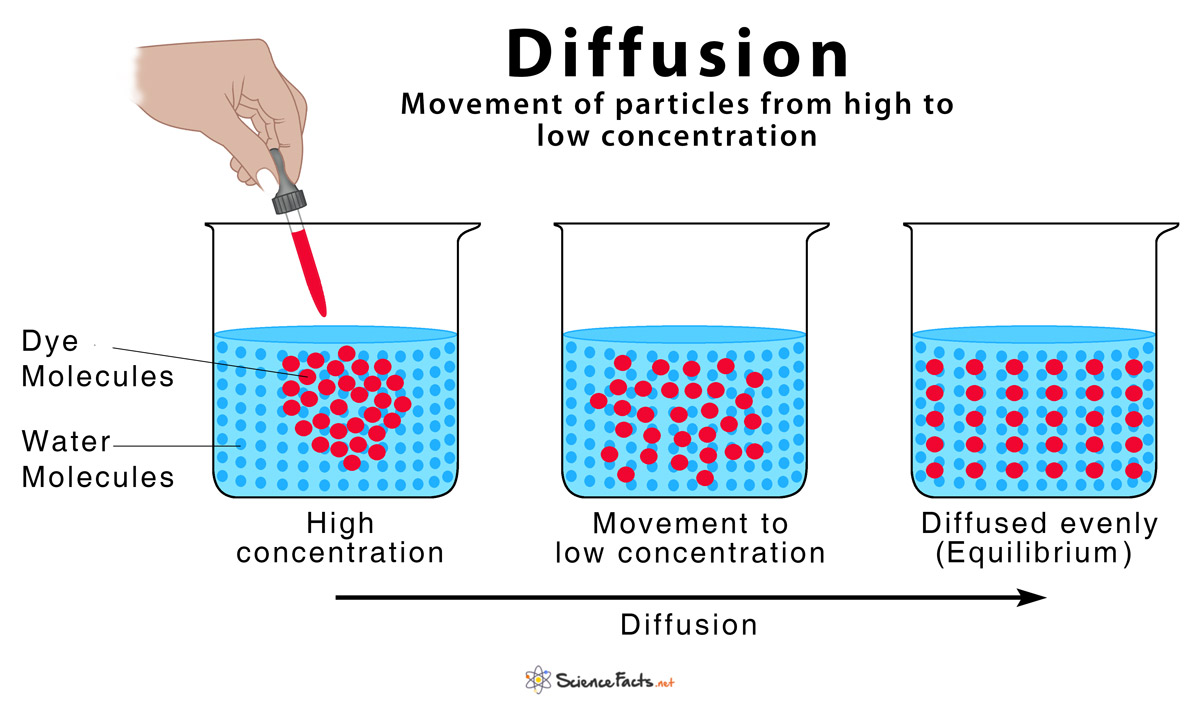 Diffusion
Movement of particles from high to
low concentration
Dye
Molecules
Water
Molecules
High
concentration
Movement to
low concentration
Diffused evenly
(Equilibrium)
Diffusion
ScienceFacts.net